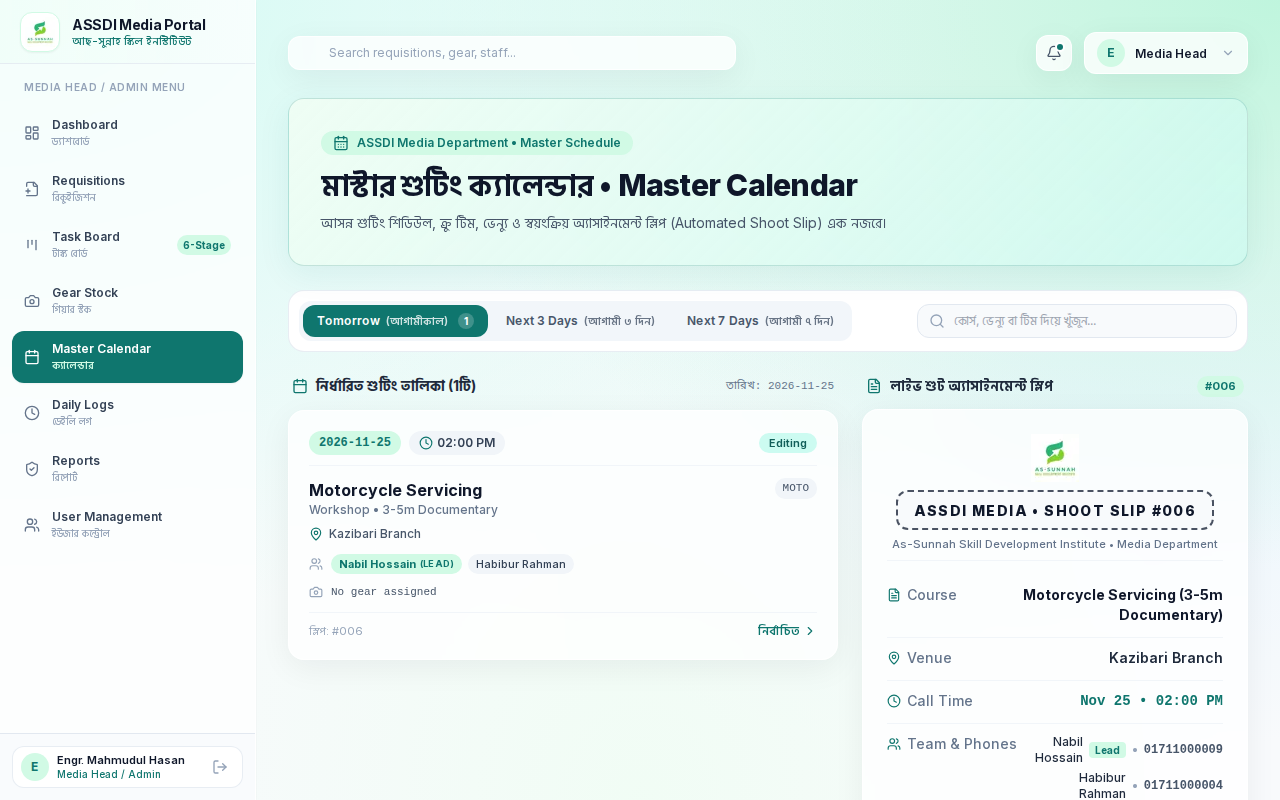 ASSDI Media Portal
আছ-সুন্নাহ স্কিল ইনস্টিটিউট
MEDIA HEAD / ADMIN MENU
Dashboard
ড্যাশবোর্ড
Requisitions
রিকুইজিশন
Task Board
টাস্ক বোর্ড
6-Stage
Gear Stock
গিয়ার স্টক
Master Calendar
ক্যালেন্ডার
Daily Logs
ডেইলি লগ
Reports
রিপোর্ট
User Management
ইউজার কন্ট্রোল
E
Engr. Mahmudul Hasan
Media Head / Admin
Search requisitions, gear, staff...
E
Media Head
ASSDI Media Department • Master Schedule
মাস্টার শুটিং ক্যালেন্ডার • Master Calendar
আসন্ন শুটিং শিডিউল, ক্রু টিম, ভেন্যু ও স্বয়ংক্রিয় অ্যাসাইনমেন্ট স্লিপ (Automated Shoot Slip) এক নজরে।
Tomorrow (আগামীকাল) 1
Next 3 Days (আগামী ৩ দিন)
Next 7 Days (আগামী ৭ দিন)
কোর্স, ভেন্যু বা টিম দিয়ে খুঁজুন...
নির্ধারিত শুটিং তালিকা (1টি)
তারিখ: 2026-11-25
2026-11-25
02:00 PM
Editing
Motorcycle Servicing
MOTO
Workshop • 3-5m Documentary
Kazibari Branch
Nabil Hossain (LEAD)
Habibur Rahman
No gear assigned
স্লিপ: #006
নির্বাচিত
লাইভ শুট অ্যাসাইনমেন্ট স্লিপ
#006
AS-SUNNAH
ASSDI MEDIA • SHOOT SLIP #006
As-Sunnah Skill Development Institute • Media Department
Course
Motorcycle Servicing (3-5m
Documentary)
Venue
Kazibari Branch
Call Time
Nov 25 • 02:00 PM
Team & Phones
Nabil
Hossain
Lead
• 01711000009
Habibur
Rahman
• 01711000004